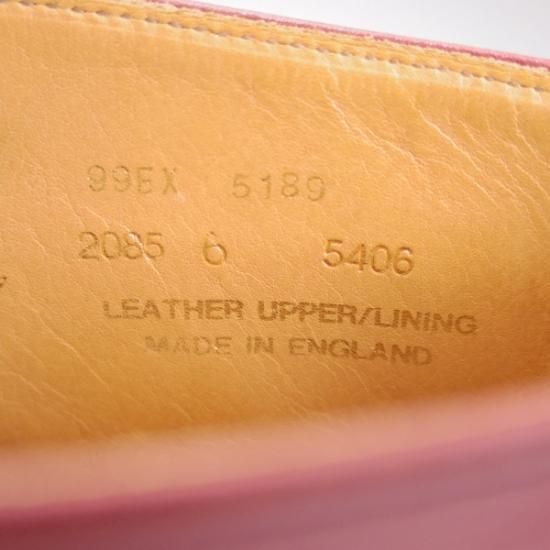 99EX 5189
2085 6 5406
LEATHER UPPER/LINING
MADE IN ENGLAND